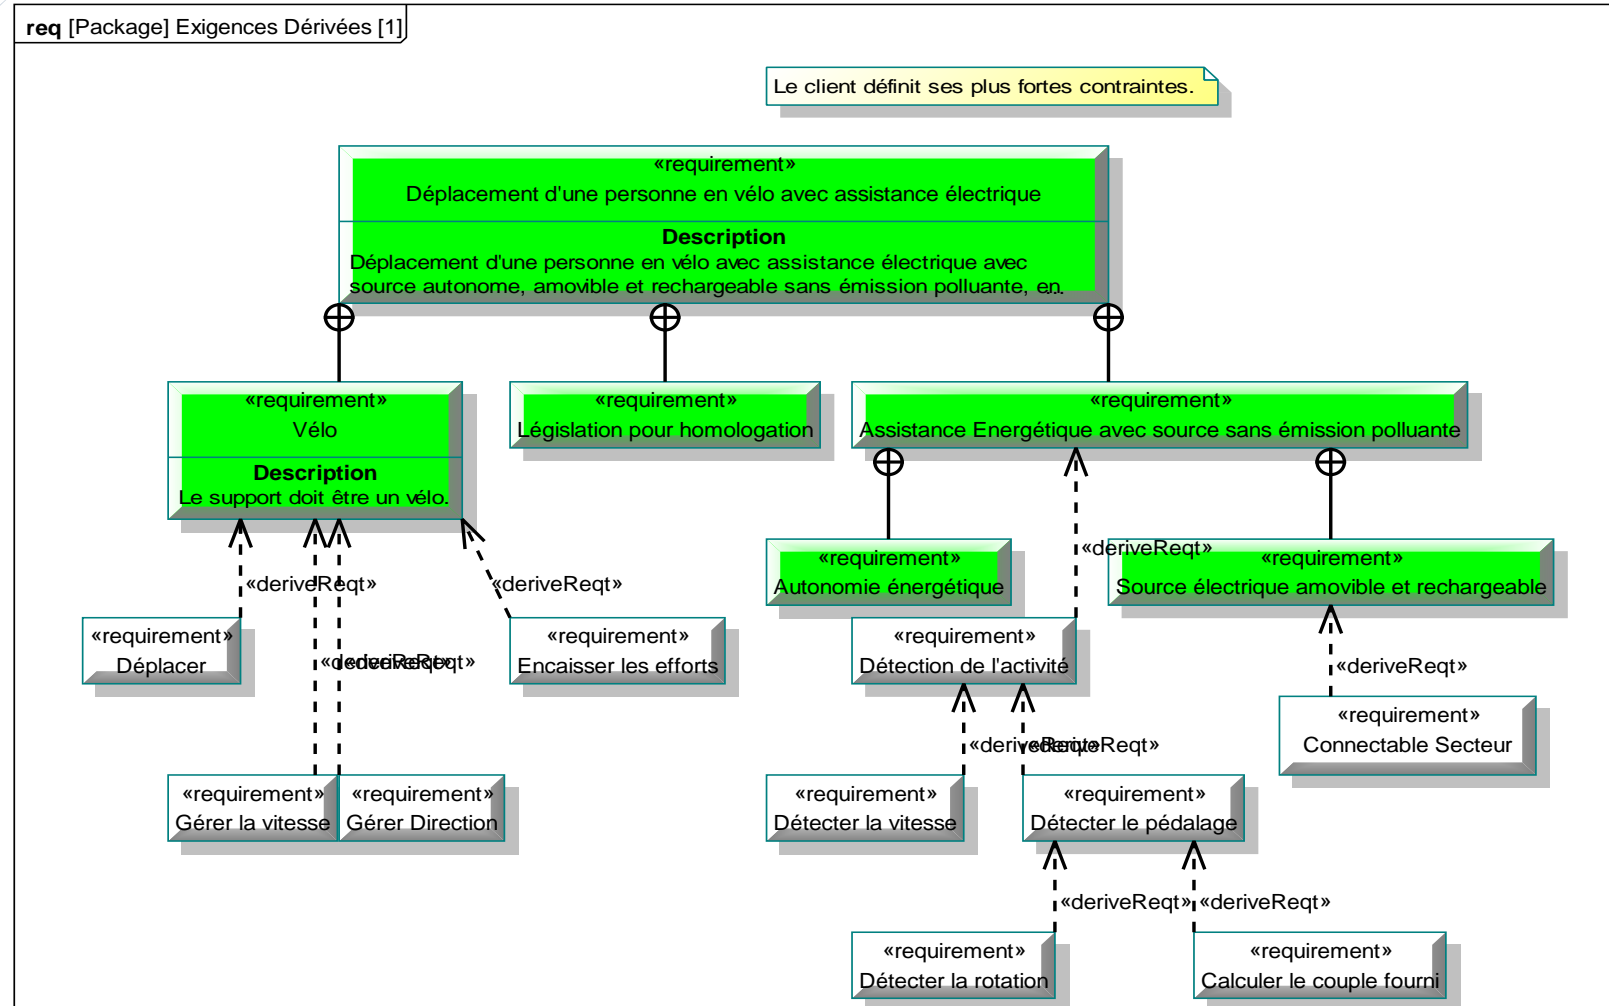 req [Package] Exigences Dérivées [1]
Le client définit ses plus fortes contraintes.
«requirement»
Déplacement d'une personne en vélo avec assistance électrique
Description
Déplacement d'une personne en vélo avec assistance électrique avec
source autonome, amovible et rechargeable sans émission polluante, en.
«requirement»
Vélo
Description
Le support doit être un vélo.
«requirement»
Législation pour homologation
«requirement»
Assistance Energétique avec source sans émission polluante
«deriveReqt»
«requirement»
Autonomie énergétique
«requirement»
Source électrique amovible et rechargeable
«deriveReqt»
«deriveReqt»
«requirement»
Déplacer
«deriveReqt»
«deriveReqt»
«requirement»
Encaisser les efforts
«requirement»
Détection de l'activité
«deriveReqt»
«requirement»
Connectable Secteur
«deriveReqt»
«deriveReqt»
«requirement»
Gérer la vitesse
«requirement»
Gérer Direction
«requirement»
Détecter la vitesse
«requirement»
Détecter le pédalage
«deriveReqt»
«deriveReqt»
«requirement»
Détecter la rotation
«requirement»
Calculer le couple fourni